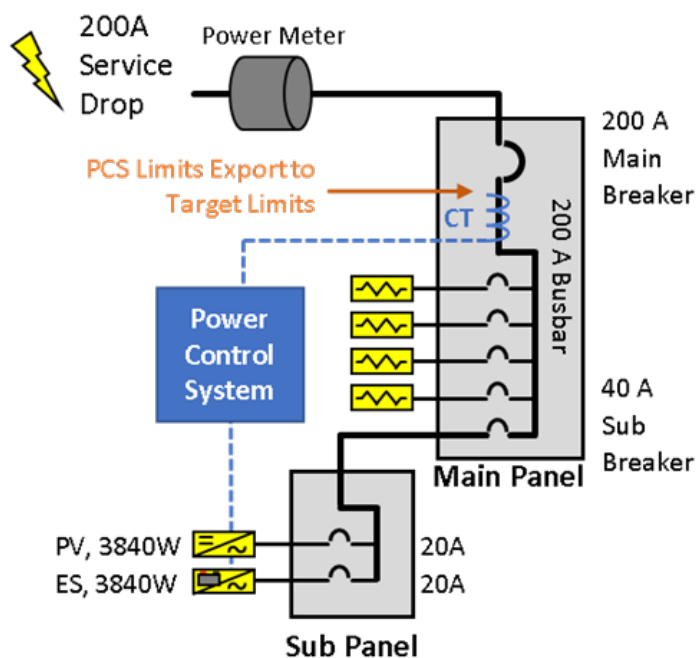 200A
Service
Drop
Power Meter
200 A
Main
Breaker
PCS Limits Export to
Target Limits
CT
200 A Busbar
Power
Control
System
40 A
Sub
Breaker
Main Panel
PV, 3840W
20A
ES, 3840W
20A
Sub Panel